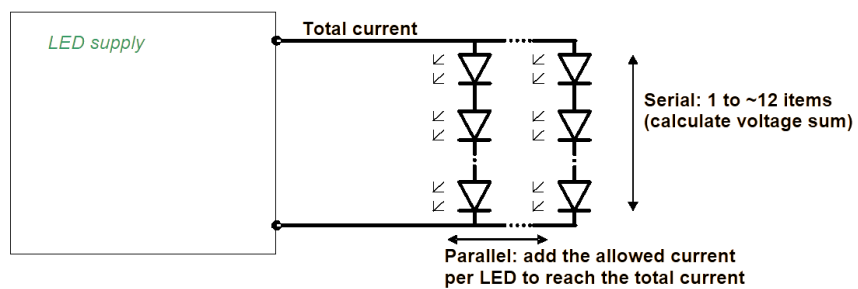 LED supply
Total current
Serial: 1 to ~12 items
(calculate voltage sum)
Parallel: add the allowed current
per LED to reach the total current